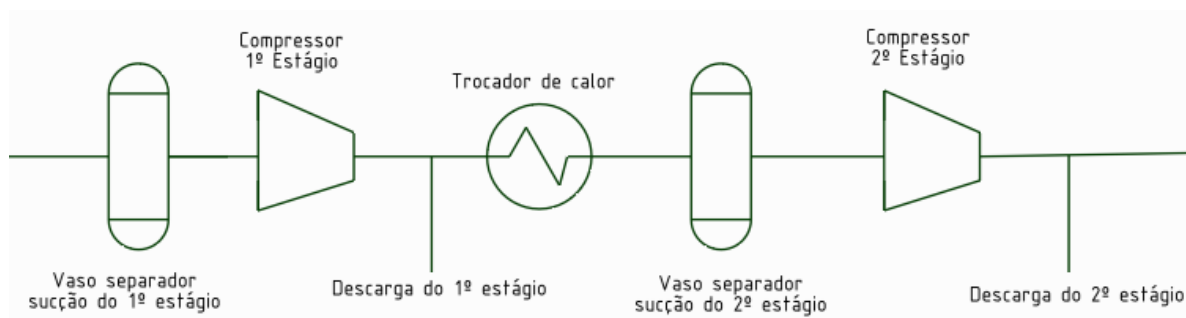 Compressor
1º Estágio
Trocador de calor
Compressor
2º Estágio
Vaso separador
sucção do 1º estágio
Descarga do 1º estágio
Vaso separador
sucção do 2º estágio
Descarga do 2º estágio